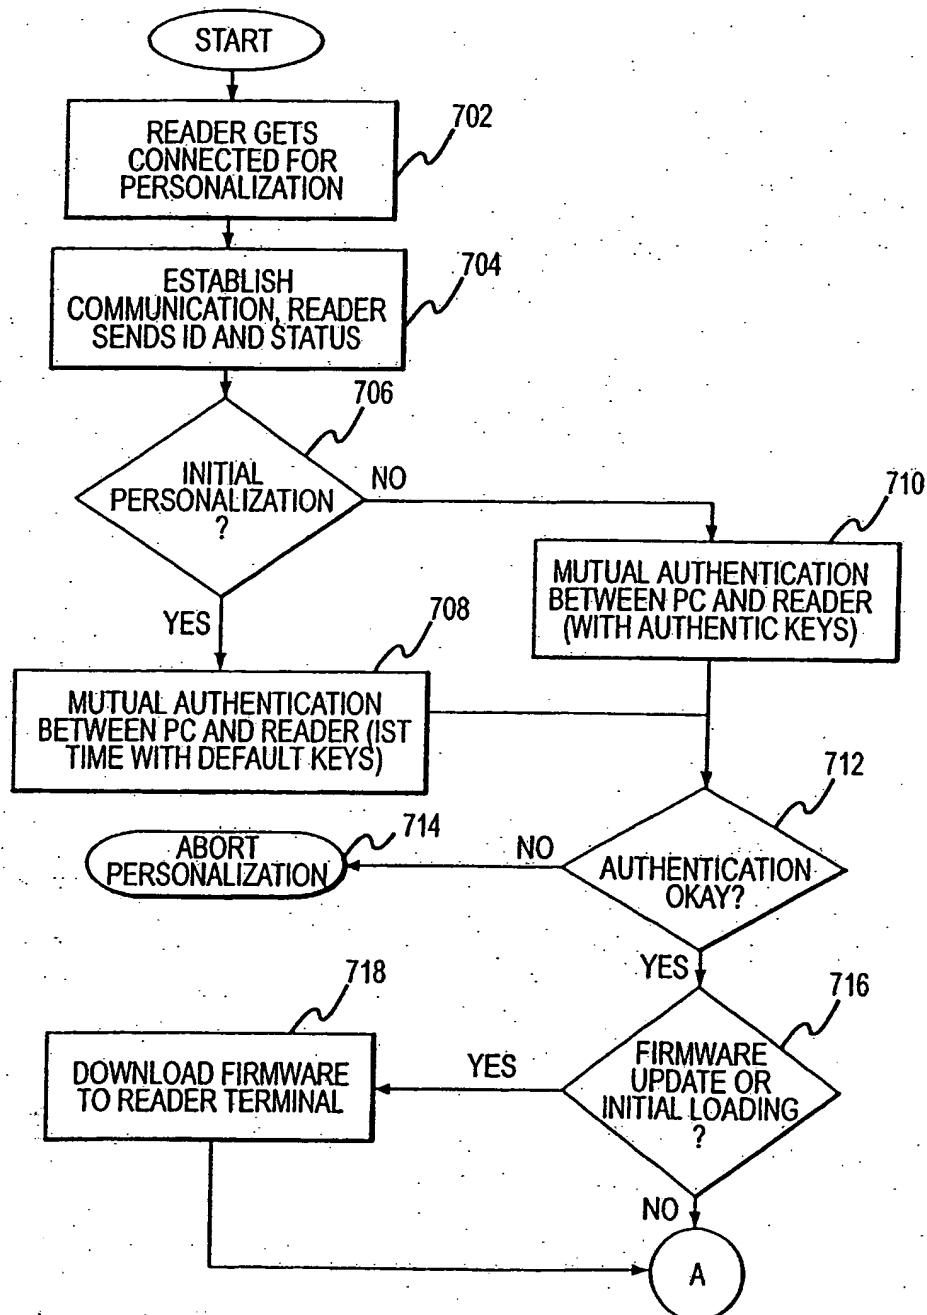 START
702
READER GETS
CONNECTED FOR
PERSONALIZATION
704
ESTABLISH
COMMUNICATION, READER
SENDS ID AND STATUS
706
INITIAL
PERSONALIZATION
?
NO
710
MUTUAL AUTHENTICATION
BETWEEN PC AND READER
(WITH AUTHENTIC KEYS)
YES
708
MUTUAL AUTHENTICATION
BETWEEN PC AND READER (IST
TIME WITH DEFAULT KEYS)
712
AUTHENTICATION
OKAY?
NO
714
ABORT
PERSONALIZATION
YES
716
FIRMWARE
UPDATE OR
INITIAL LOADING
?
YES
718
DOWNLOAD FIRMWARE
TO READER TERMINAL
NO
A